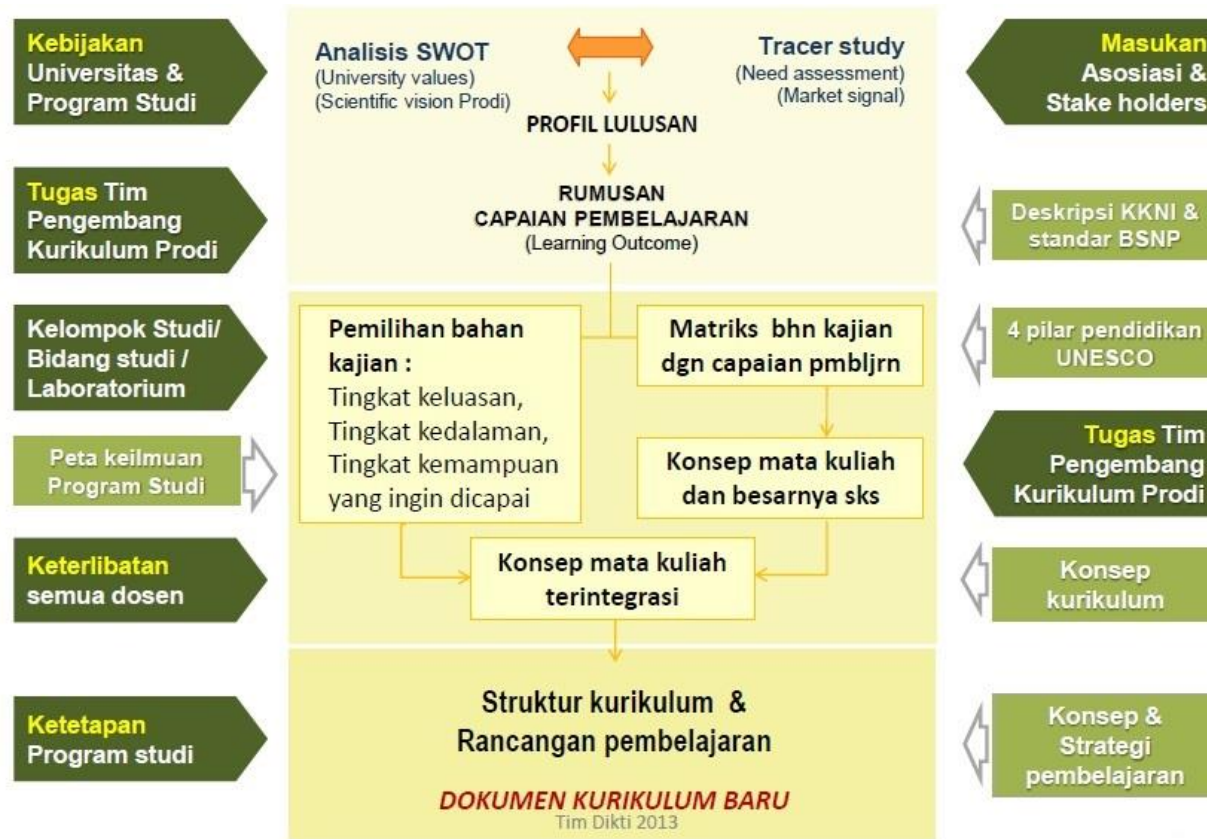 Kebijakan
Universitas &
Program Studi
Analisis SWOT
(University values)
(Scientific vision Prodi)
Tracer study
(Need assessment)
(Market signal)
Masukan
Asosiasi &
Stake holders
PROFIL LULUSAN
Tugas Tim
Pengembang
Kurikulum Prodi
RUMUSAN
CAPAIAN PEMBELAJARAN
(Learning Outcome)
Deskripsi KKNI &
standar BSNP
Kelompok Studi/
Bidang studi /
Laboratorium
Pemilihan bahan
kajian :
Tingkat keluasan,
Tingkat kedalaman,
Tingkat kemampuan
yang ingin dicapai
Matriks bhn kajian
dgn capaian pmbljrn
4 pilar pendidikan
UNESCO
Peta keilmuan
Program Studi
Konsep mata kuliah
dan besarnya sks
Tugas Tim
Pengembang
Kurikulum Prodi
Keterlibatan
semua dosen
Konsep mata kuliah
terintegrasi
Konsep
kurikulum
Ketetapan
Program studi
Struktur kurikulum &
Rancangan pembelajaran
Konsep &
Strategi
pembelajaran
DOKUMEN KURIKULUM BARU
Tim Dikti 2013